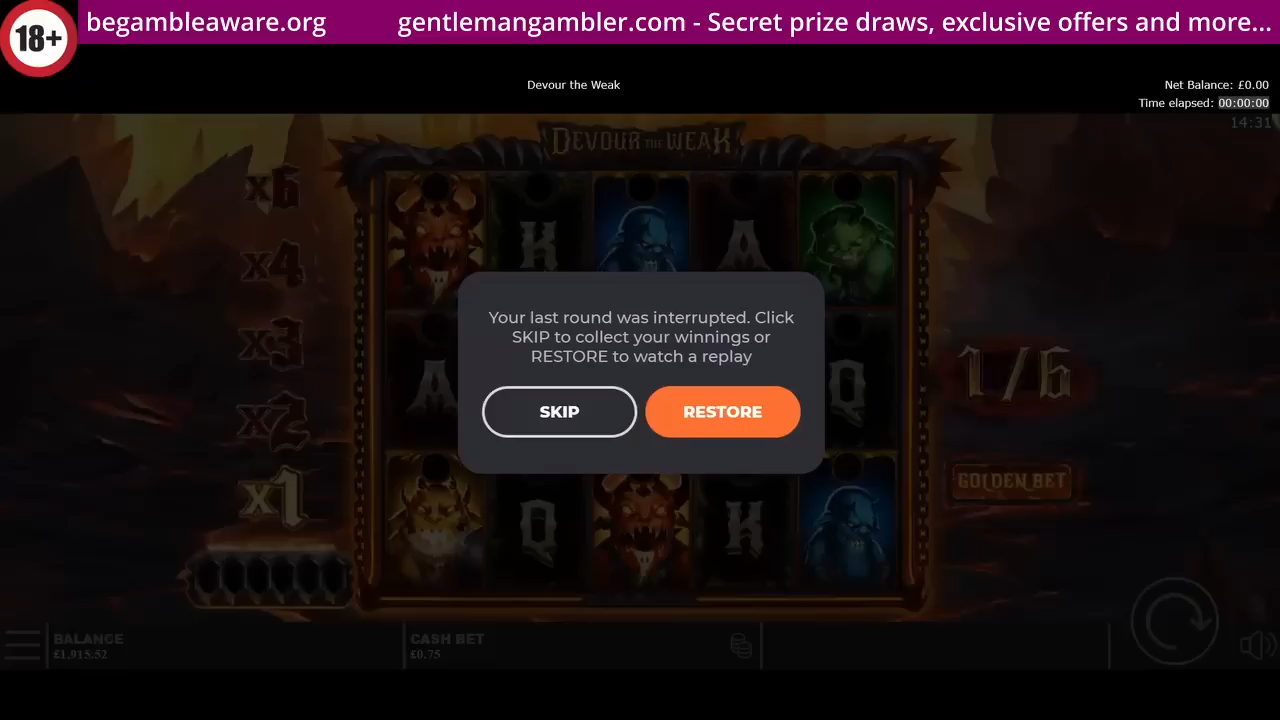 18+
begambleaware.org
gentlemangambler.com - Secret prize draws, exclusive offers and more...
Devour the Weak
Net Balance: £0.00
Time elapsed: 00:00:00
14:31
DEVOUR THE WEAK
x6
K
A
x4
Your last round was interrupted. Click
SKIP to collect your winnings or
RESTORE to watch a replay
x3
A
Q
1/6
SKIP
RESTORE
x2
GOLDEN BET
x1
Q
K
BALANCE
£1,915.52
CASH BET
£0.75